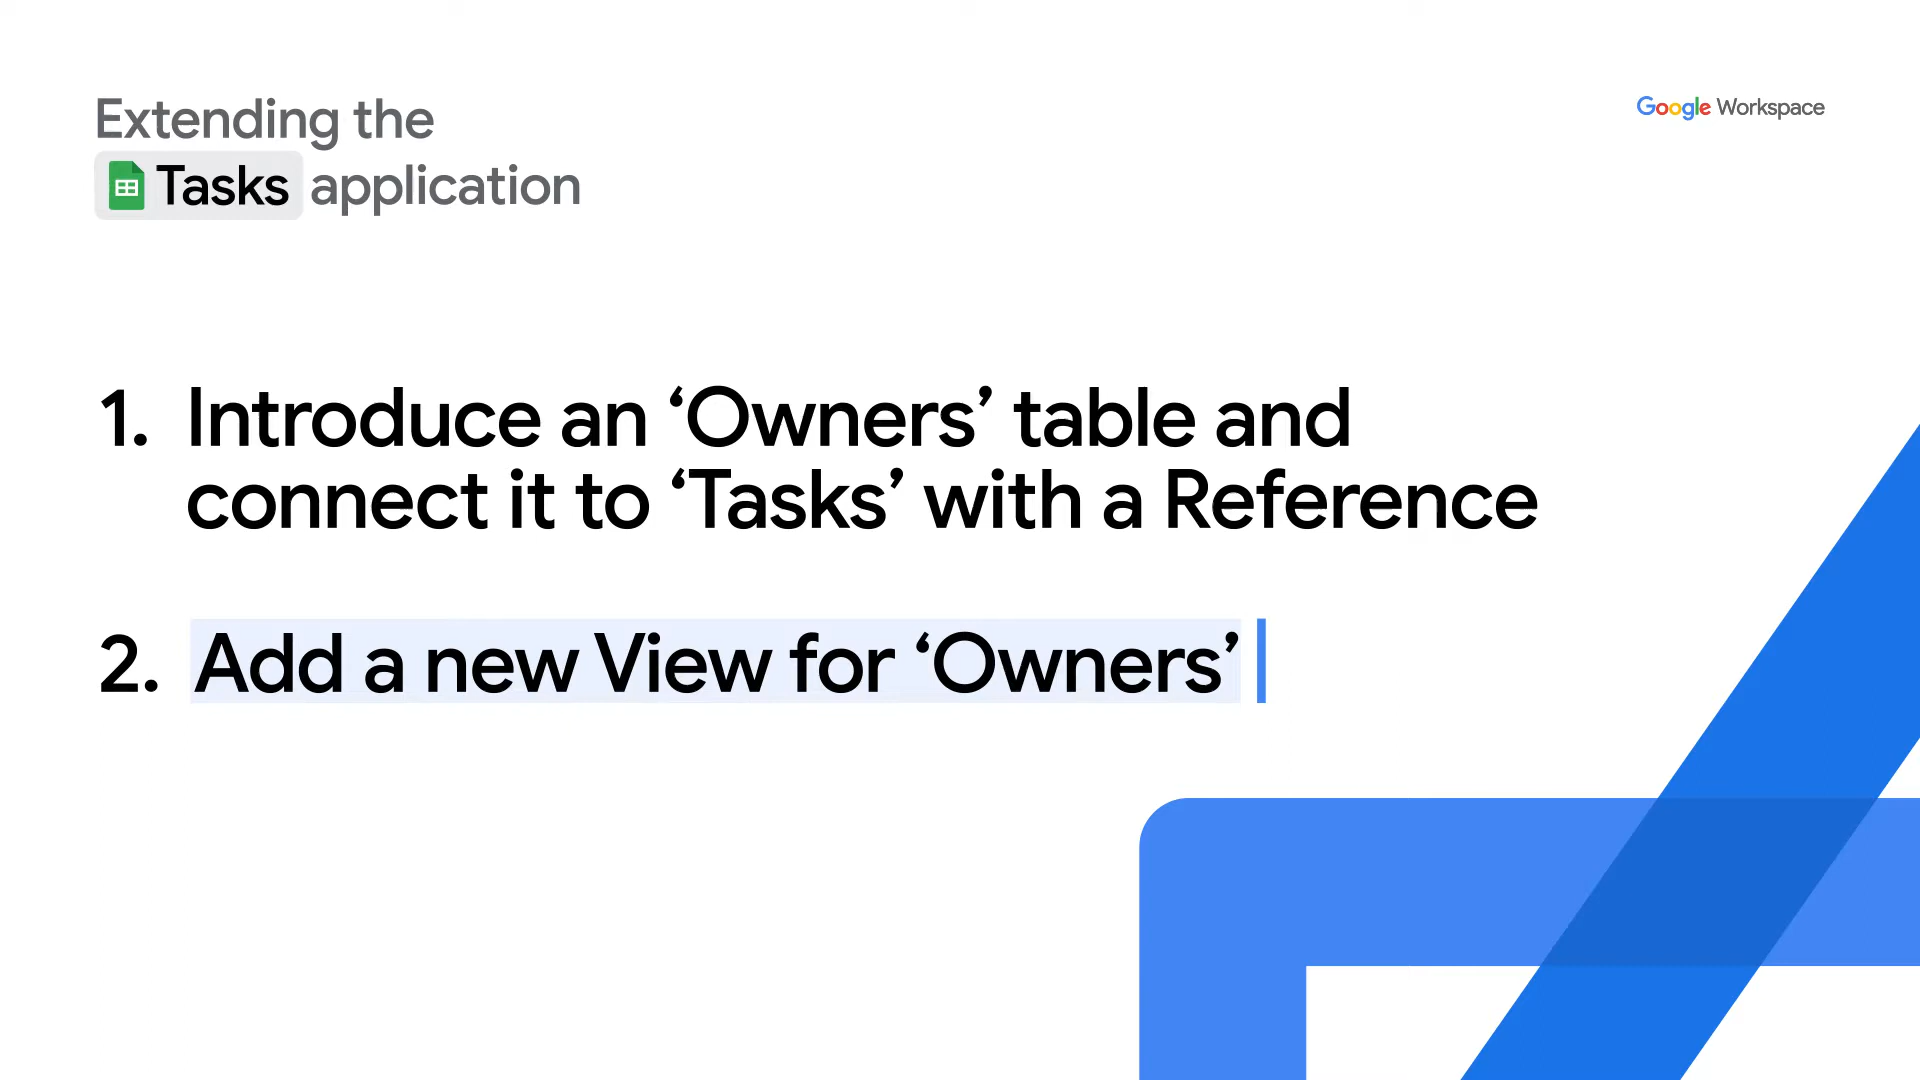 Extending the
Tasks application
Google Workspace
1. Introduce an ‘Owners’ table and
connect it to ‘Tasks’ with a Reference
2. Add a new View for ‘Owners’